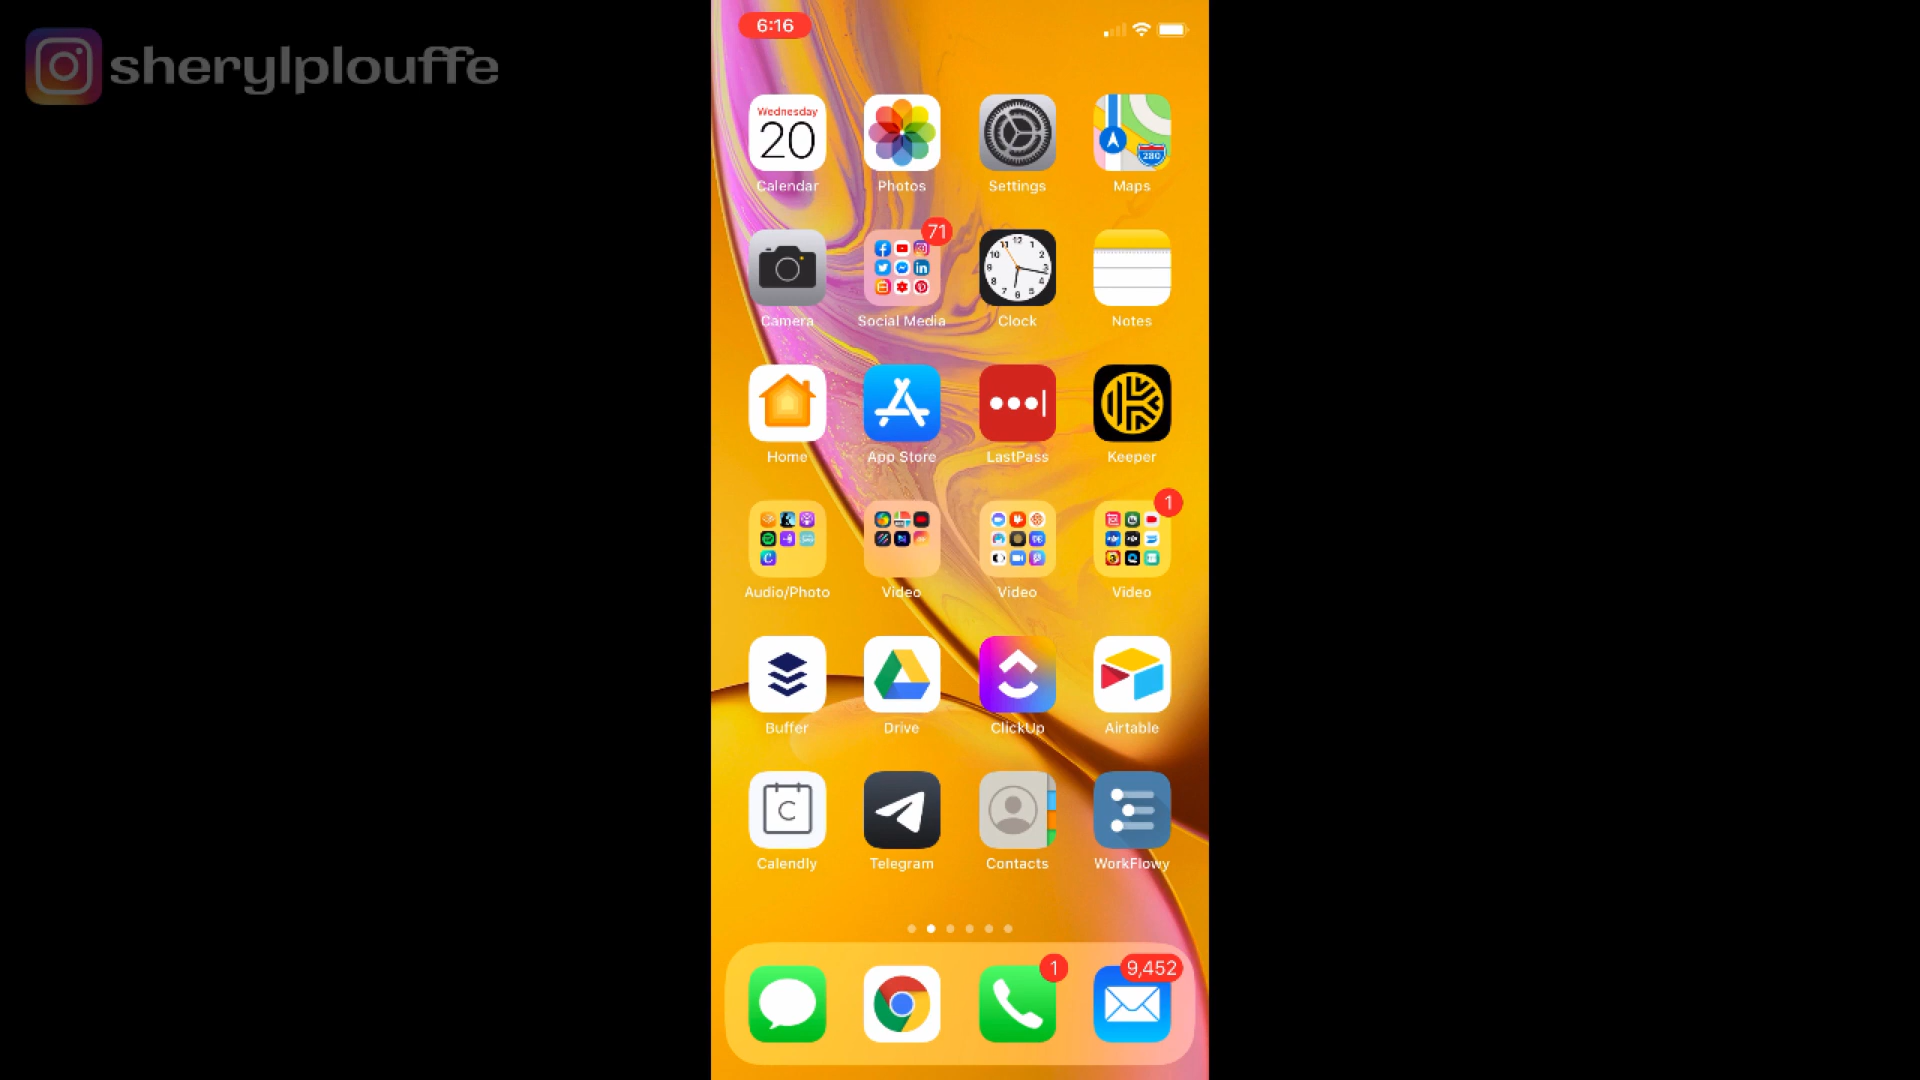 sherylplouffe
6:16
Wednesday
20
280
Calendar
Photos
Settings
Maps
71
Camera
Social Media
Clock
Notes
Home
App Store
LastPass
Keeper
1
Audio/Photo
Video
Video
Video
Buffer
Drive
ClickUp
Airtable
C
Calendly
Telegram
Contacts
WorkFlowy
1
9,452